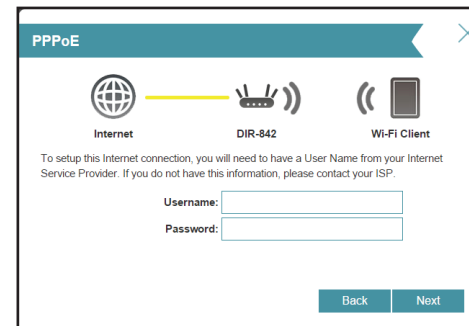 PPPoE
Internet
DIR-842
Wi-Fi Client
To setup this Internet connection, you will need to have a User Name from your Internet
Service Provider. If you do not have this information, please contact your ISP.
Username:
Password:
Back
Next